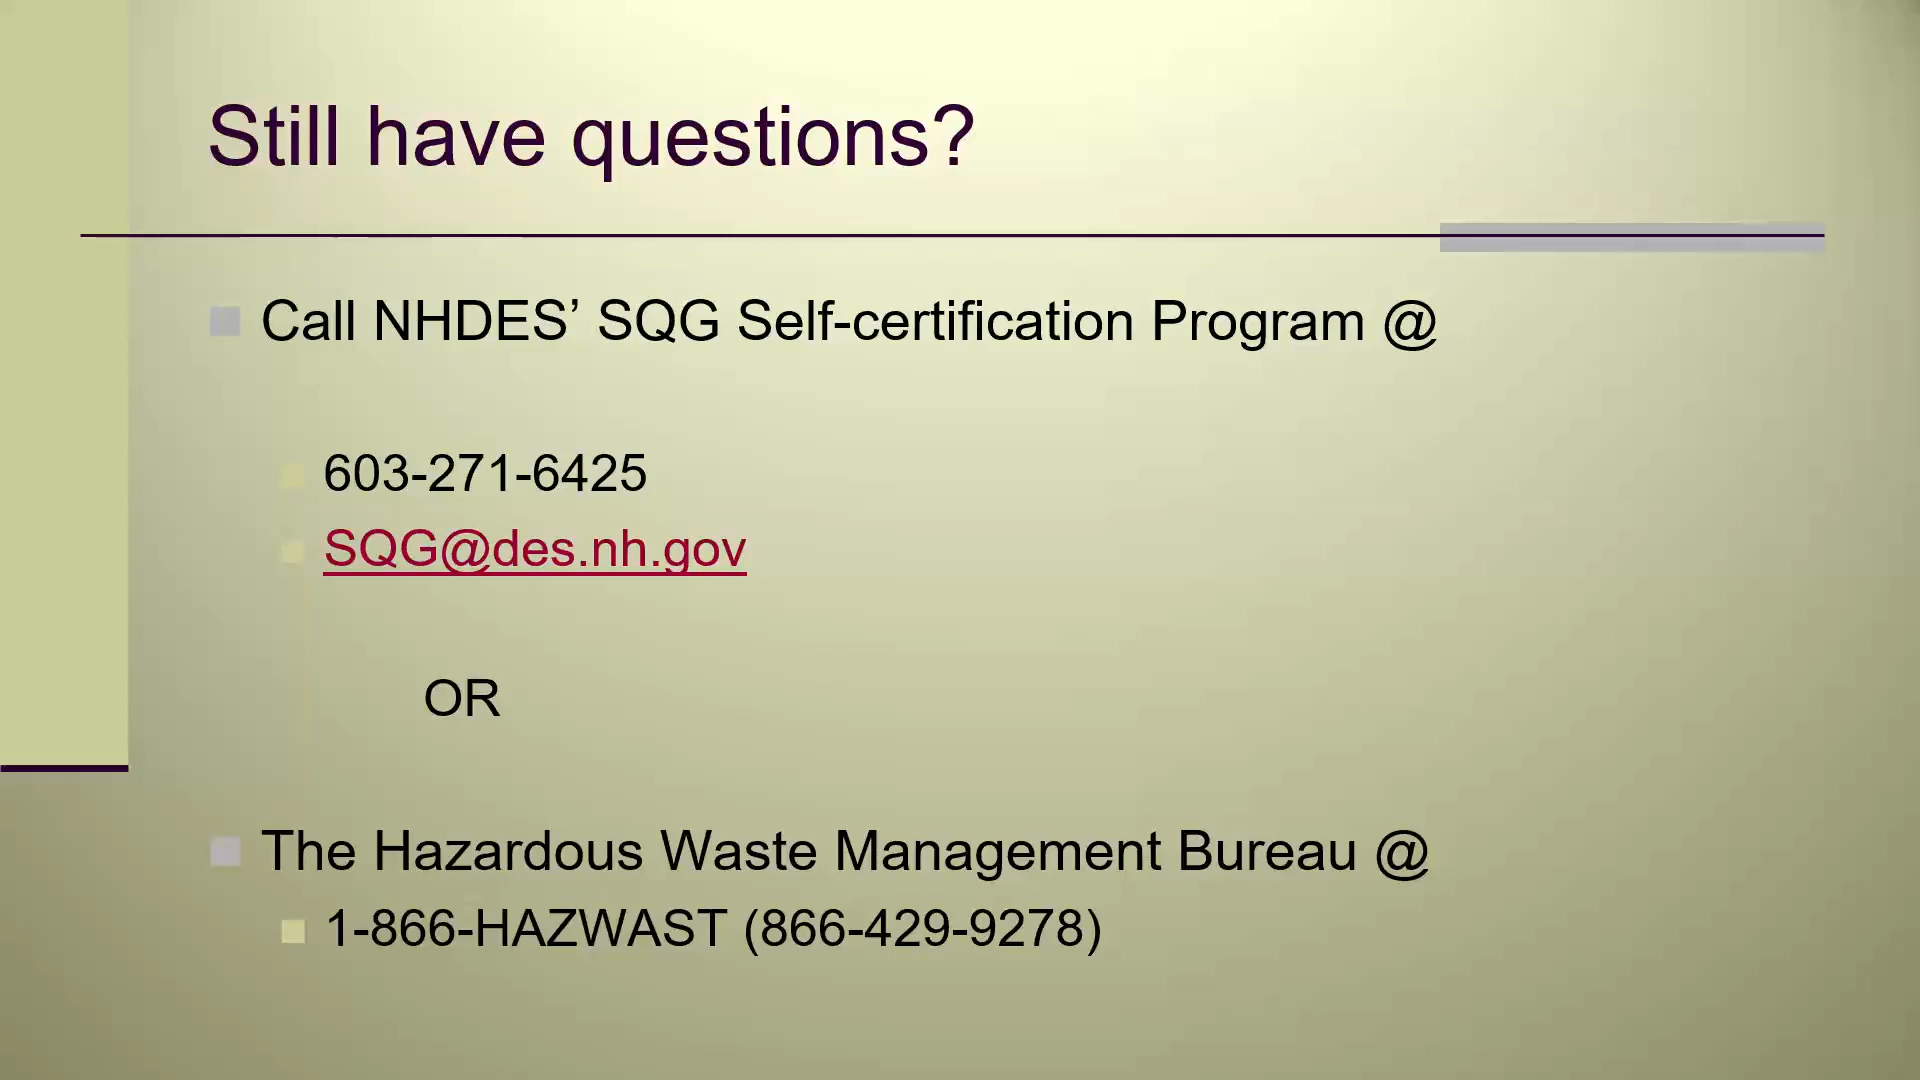 Still have questions?
Call NHDES’ SQG Self-certification Program @
603-271-6425
SQG@des.nh.gov
OR
The Hazardous Waste Management Bureau @
1-866-HAZWAST (866-429-9278)